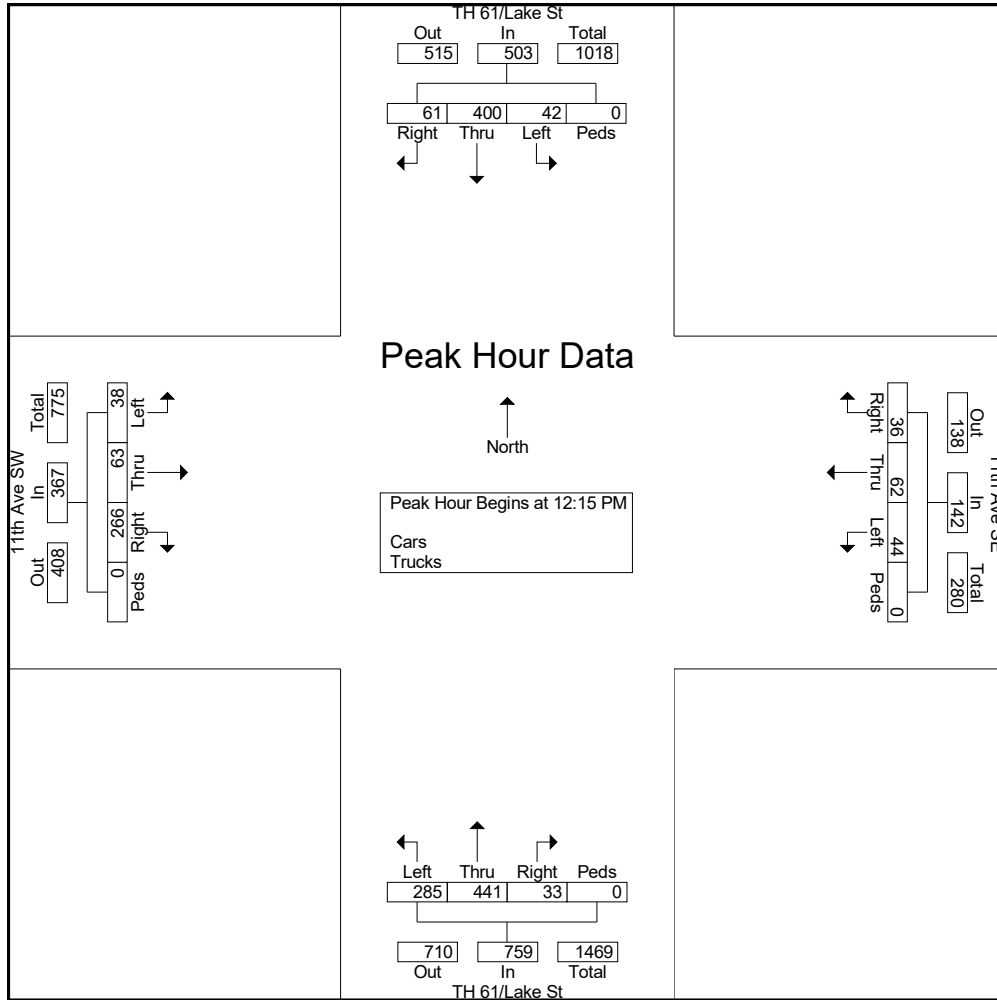 TH 61/Lake St
Out In Total
515 503 1018
61 400 42 0
Right Thru Left Peds
Peak Hour Data
North
Peak Hour Begins at 12:15 PM
Cars
Trucks
11th Ave SW
Total In Out
775 367 408
38 63 266 0
Left Thru Right Peds
11th Ave SE
Out In Total
138 142 280
36 62 44 0
Right Thru Left Peds
Left Thru Right Peds
285 441 33 0
710 759 1469
Out In Total
TH 61/Lake St